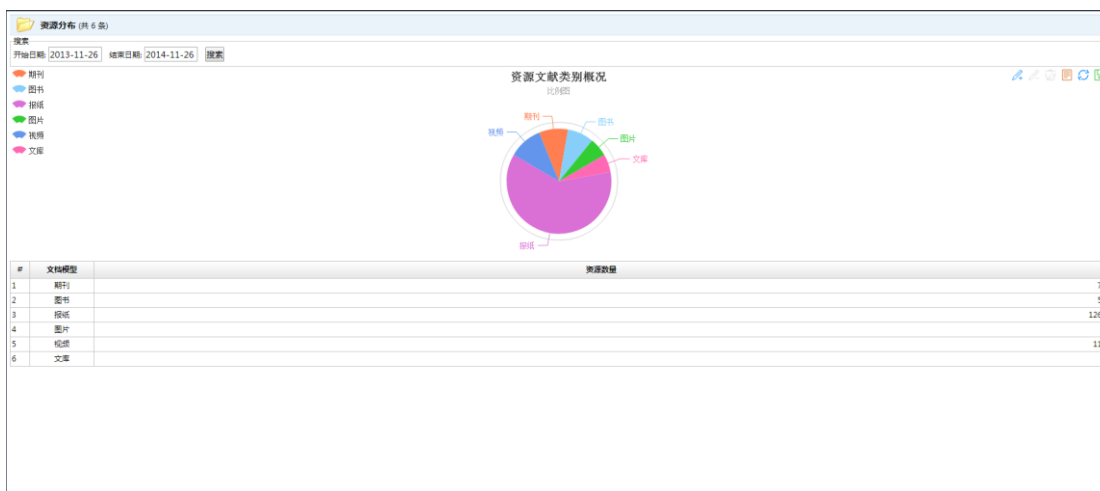 资源分布 (共 6 条)
搜索
开始日期: 2013-11-26 结束日期: 2014-11-26 搜索
期刊
图书
报纸
图片
视频
文库
资源文献类别概况
比例图
期刊
图书
视频
图片
文库
报纸
# 文档模型 资源数量
1 期刊
2 图书
3 报纸 126
4 图片
5 视频 11
6 文库